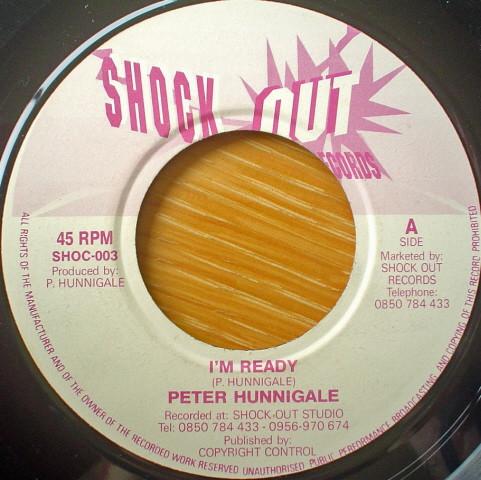 SHOCK OUT
RECORDS
45 RPM
SHOC-003
Produced by:
P. HUNNIGALE
A
SIDE
Marketed by:
SHOCK OUT
RECORDS
Telephone:
0850 784 433
I'M READY
(P. HUNNIGALE)
PETER HUNNIGALE
Recorded at: SHOCK OUT STUDIO
Tel: 0850 784 433 - 0956-970 674
Published by:
COPYRIGHT CONTROL
ALL RIGHTS OF THE MANUFACTURER AND OF THE OWNER OF THE RECORDED WORK RESERVED UNAUTHORISED PUBLIC PERFORMANCE BROADCASTING AND COPYING OF THIS RECORD PROHIBITED